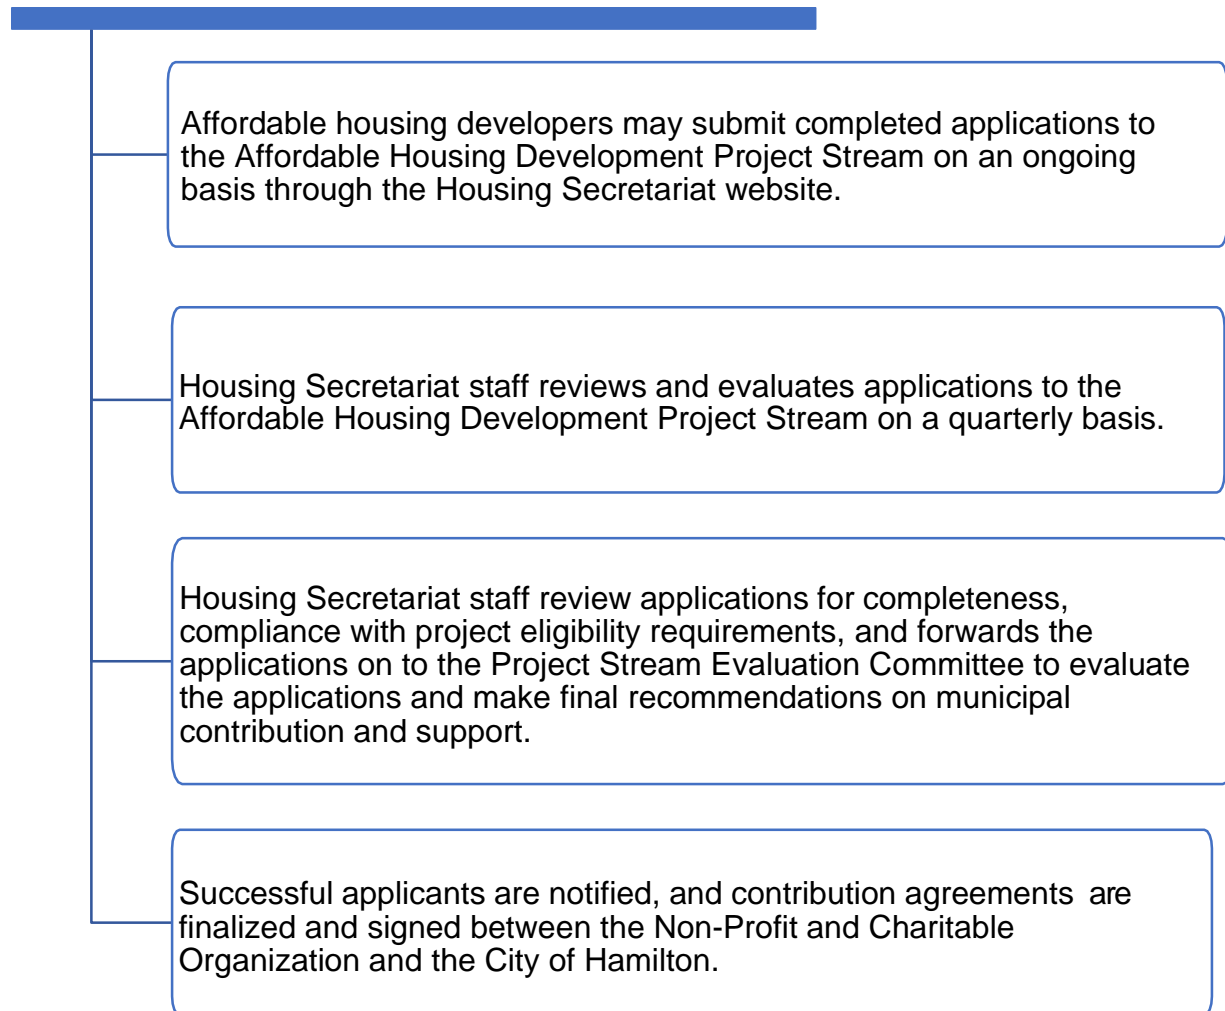 Affordable housing developers may submit completed applications to
the Affordable Housing Development Project Stream on an ongoing
basis through the Housing Secretariat website.
Housing Secretariat staff reviews and evaluates applications to the
Affordable Housing Development Project Stream on a quarterly basis.
Housing Secretariat staff review applications for completeness,
compliance with project eligibility requirements, and forwards the
applications on to the Project Stream Evaluation Committee to evaluate
the applications and make final recommendations on municipal
contribution and support.
Successful applicants are notified, and contribution agreements are
finalized and signed between the Non-Profit and Charitable
Organization and the City of Hamilton.